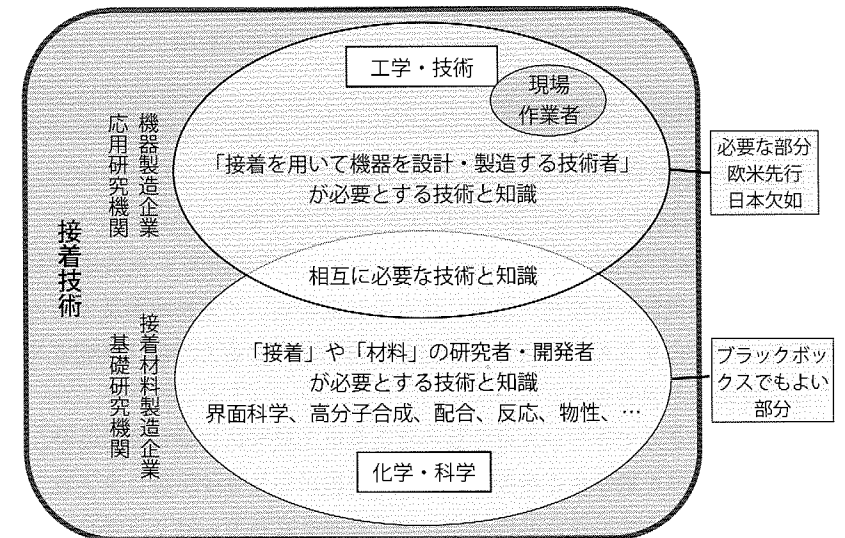 接着技術
機器製造企業
応用研究機関
工学・技術
現場
作業者
「接着を用いて機器を設計・製造する技術者」
が必要とする技術と知識
必要な部分
欧米先行
日本欠如
相互に必要な技術と知識
接着材料製造企業
基礎研究機関
「接着」や「材料」の研究者・開発者
が必要とする技術と知識
界面科学、高分子合成、配合、反応、物性、…
化学・科学
ブラックボッ
クスでもよい
部分